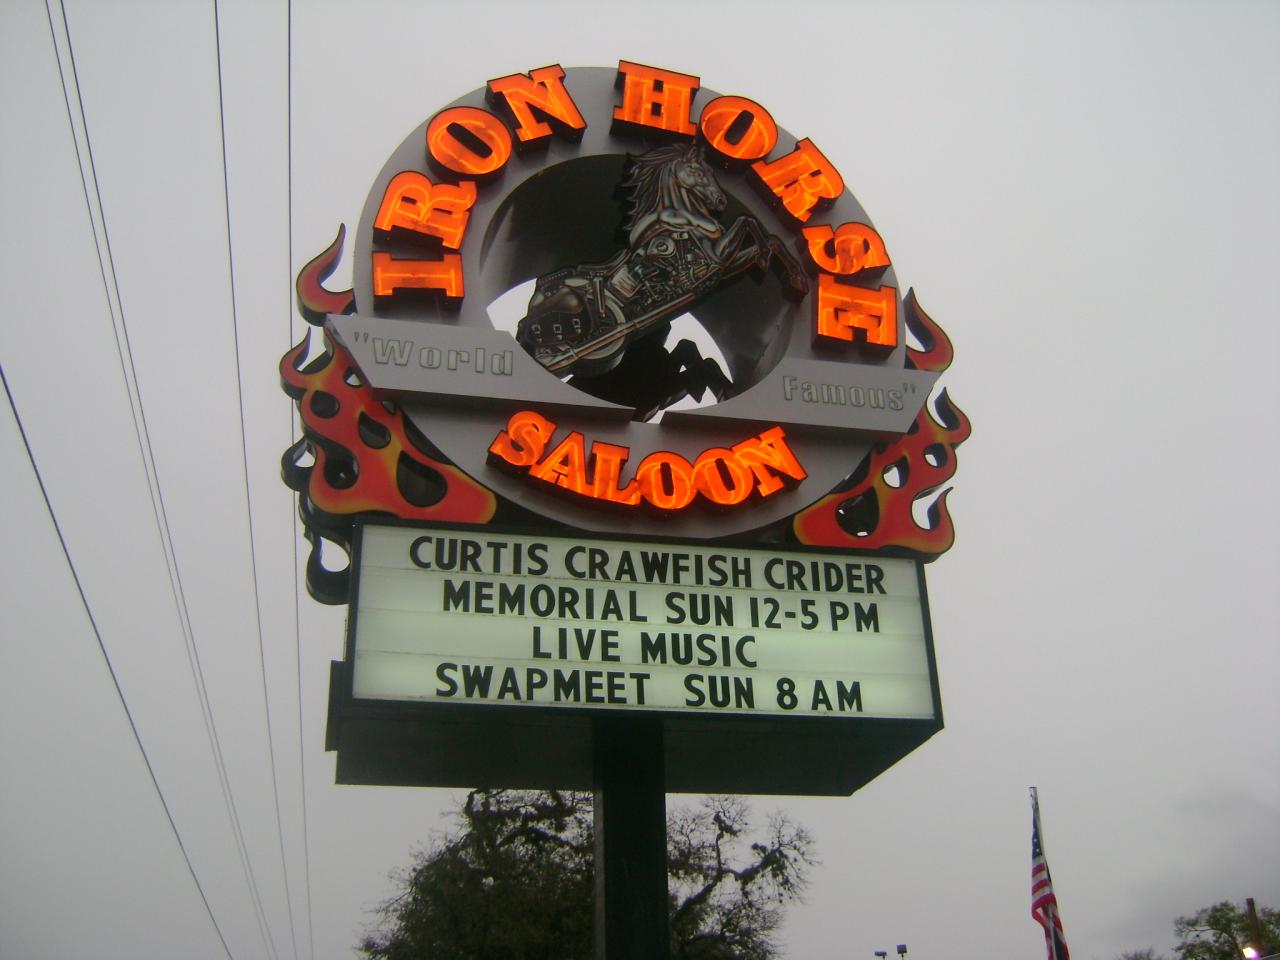 IRON HORSE
"World Famous"
SALOON
CURTIS CRAWFISH CRIDER
MEMORIAL SUN 12-5 PM
LIVE MUSIC
SWAPMEET SUN 8 AM